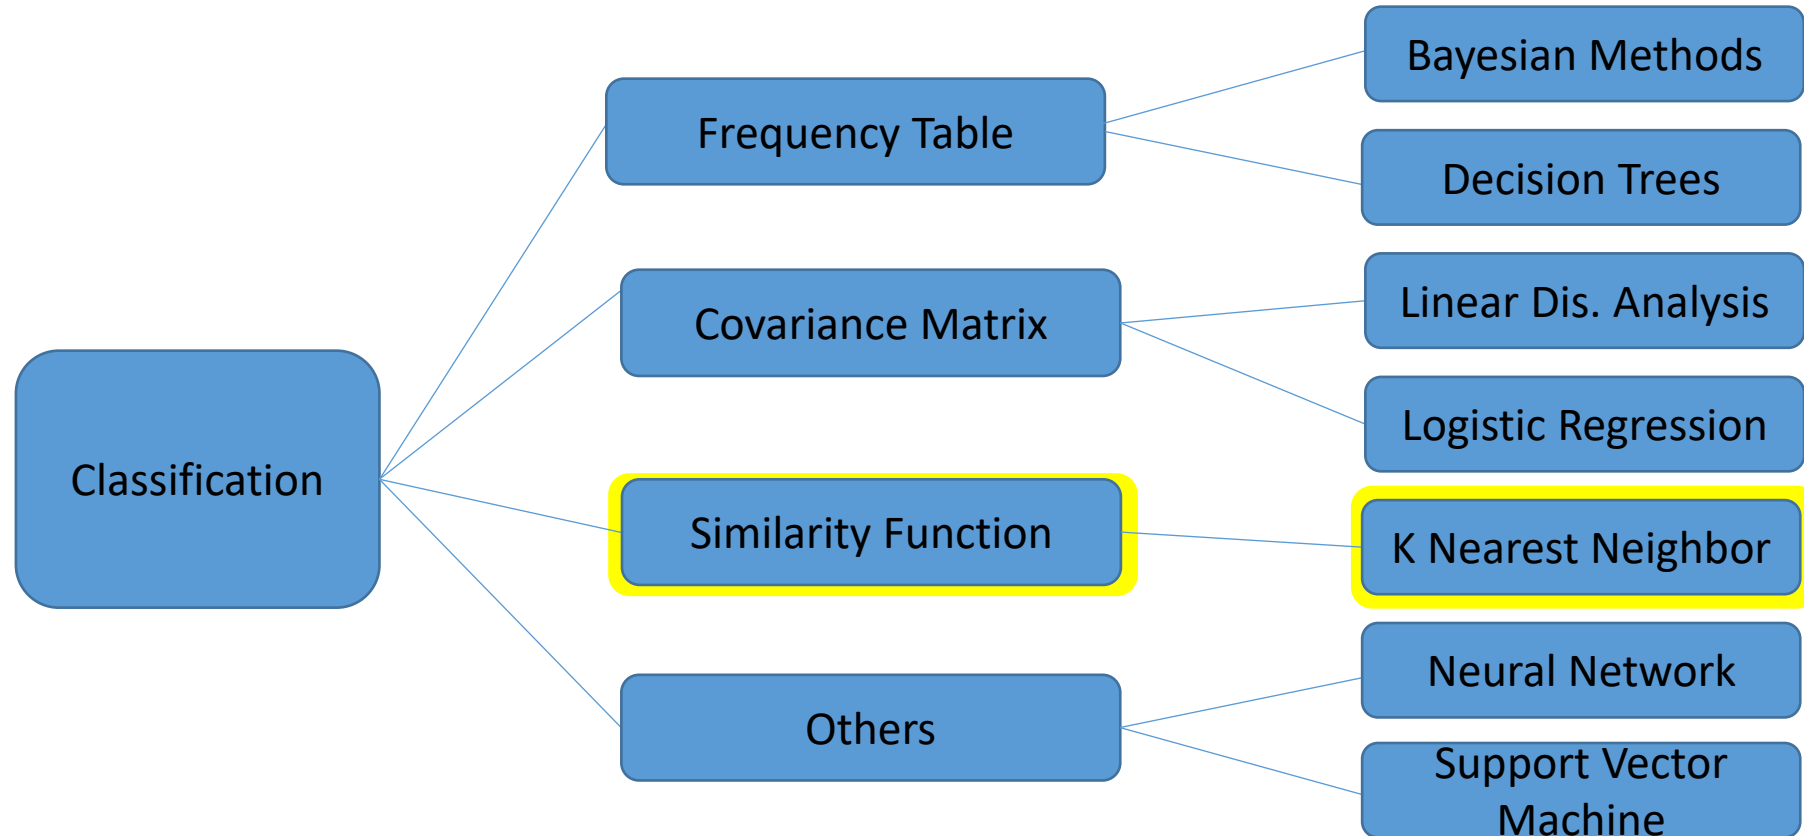 Bayesian Methods
Frequency Table
Decision Trees
Linear Dis. Analysis
Covariance Matrix
Logistic Regression
Classification
Similarity Function
K Nearest Neighbor
Neural Network
Others
Support Vector
Machine